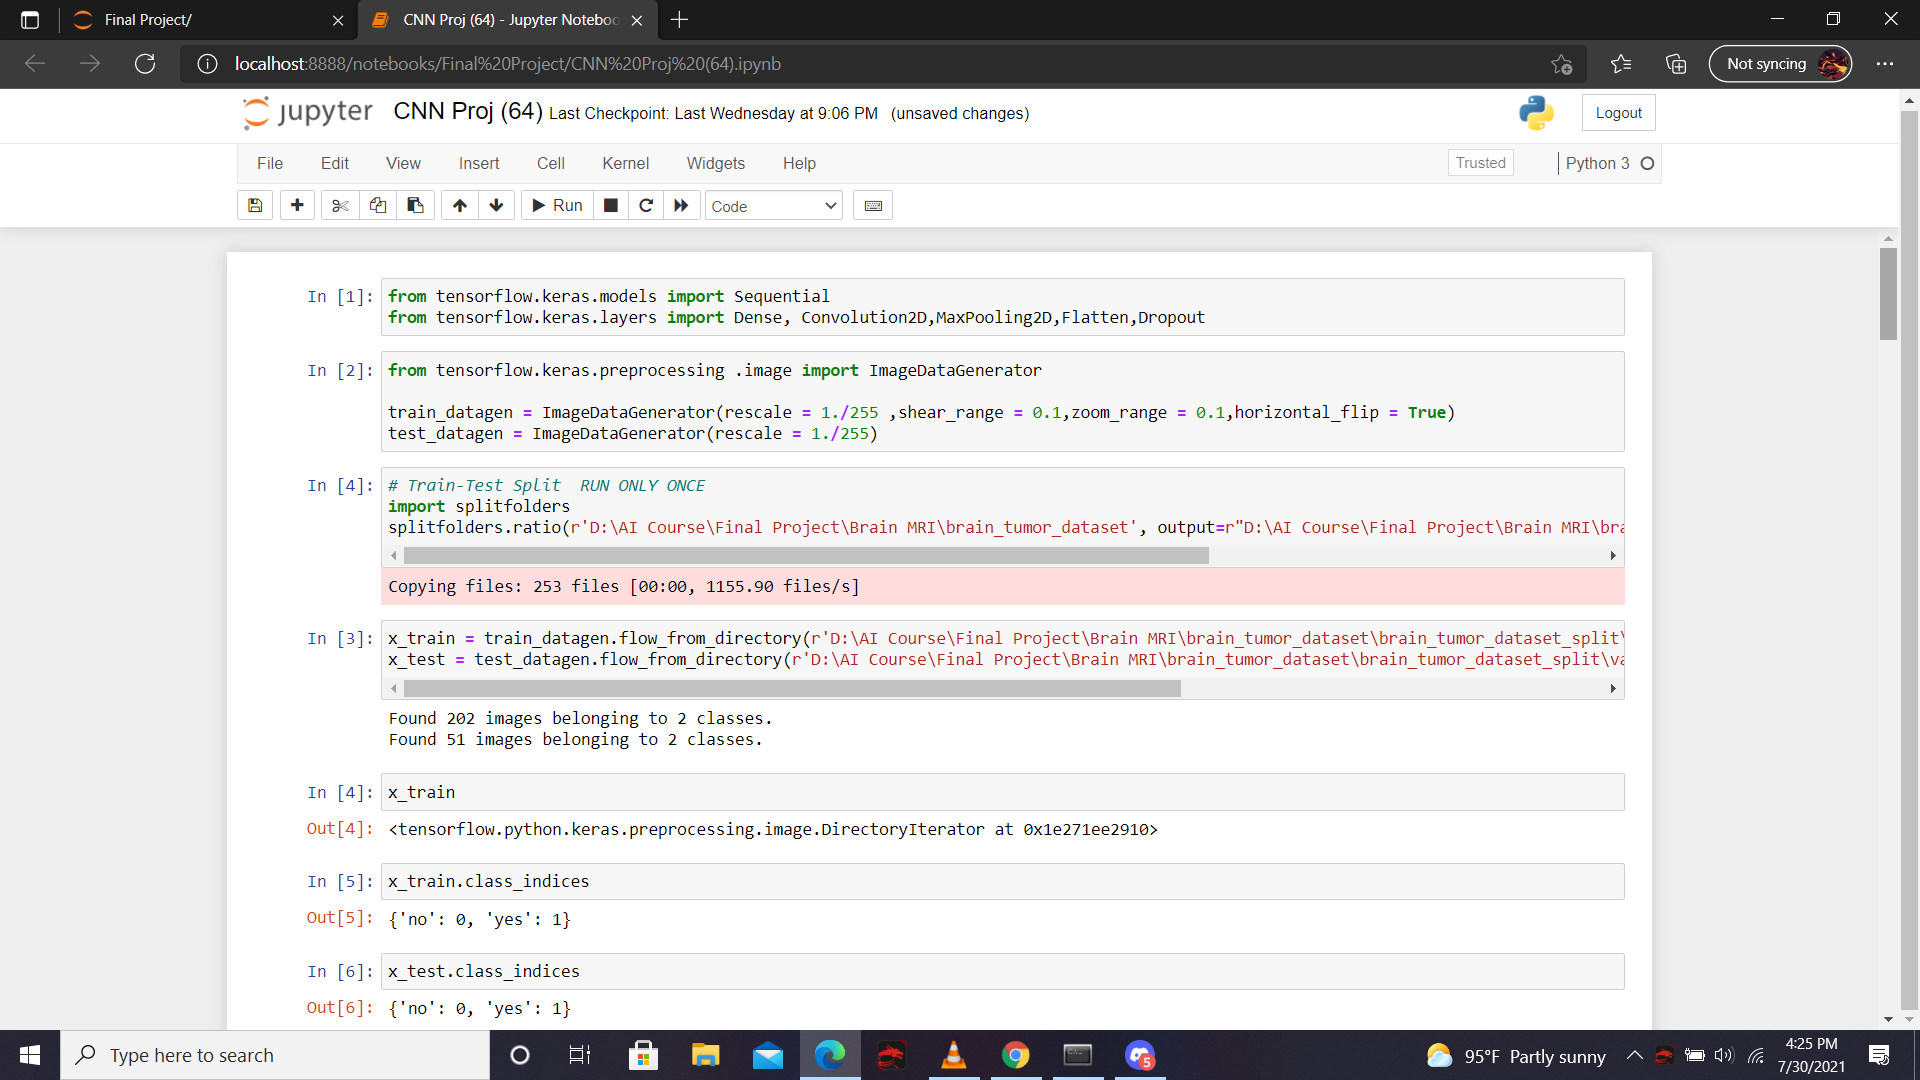 Final Project/
CNN Proj (64) - Jupyter Noteboo
localhost:8888/notebooks/Final%20Project/CNN%20Proj%20(64).ipynb
Not syncing
jupyter CNN Proj (64) Last Checkpoint: Last Wednesday at 9:06 PM (unsaved changes)
Logout
File Edit View Insert Cell Kernel Widgets Help
Trusted
Python 3
Run
Code
In [1]: from tensorflow.keras.models import Sequential
from tensorflow.keras.layers import Dense, Convolution2D,MaxPooling2D,Flatten,Dropout
In [2]: from tensorflow.keras.preprocessing .image import ImageDataGenerator
train_datagen = ImageDataGenerator(rescale = 1./255 ,shear_range = 0.1,zoom_range = 0.1,horizontal_flip = True)
test_datagen = ImageDataGenerator(rescale = 1./255)
In [4]: # Train-Test Split  RUN ONLY ONCE
import splitfolders
splitfolders.ratio(r'D:\AI Course\Final Project\Brain MRI\brain_tumor_dataset', output=r"D:\AI Course\Final Project\Brain MRI\bra
Copying files: 253 files [00:00, 1155.90 files/s]
In [3]: x_train = train_datagen.flow_from_directory(r'D:\AI Course\Final Project\Brain MRI\brain_tumor_dataset\brain_tumor_dataset_split\
x_test = test_datagen.flow_from_directory(r'D:\AI Course\Final Project\Brain MRI\brain_tumor_dataset\brain_tumor_dataset_split\va
Found 202 images belonging to 2 classes.
Found 51 images belonging to 2 classes.
In [4]: x_train
Out[4]: <tensorflow.python.keras.preprocessing.image.DirectoryIterator at 0x1e271ee2910>
In [5]: x_train.class_indices
Out[5]: {'no': 0, 'yes': 1}
In [6]: x_test.class_indices
Out[6]: {'no': 0, 'yes': 1}
Type here to search
5
95°F Partly sunny
4:25 PM
7/30/2021